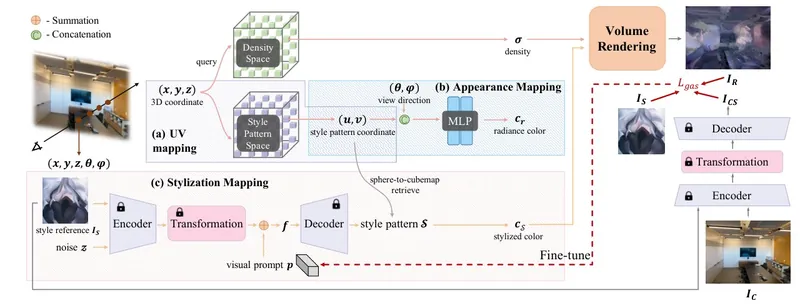 - Summation
- Concatenation
query
Density
Space
σ
density
Volume
Rendering
(x, y, z)
3D coordinate
(a) UV
mapping
Style
Pattern
Space
(u, v)
style pattern coordinate
(θ, φ)
view direction
(b) Appearance Mapping
MLP
c_r
radiance color
(x, y, z, θ, φ)
L_gas
I_R
I_S
I_CS
Decoder
Transformation
Encoder
I_C
(c) Stylization Mapping
sphere-to-cubemap
retrieve
style reference I_S
noise z
Encoder
Transformation
f
Decoder
style pattern S
c_S
stylized color
visual prompt p
Fine-tune